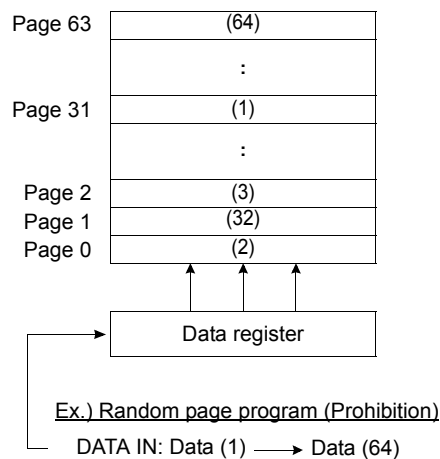 Page 63 (64)
:
Page 31 (1)
:
Page 2 (3)
Page 1 (32)
Page 0 (2)
Data register
Ex.) Random page program (Prohibition)
DATA IN: Data (1) Data (64)